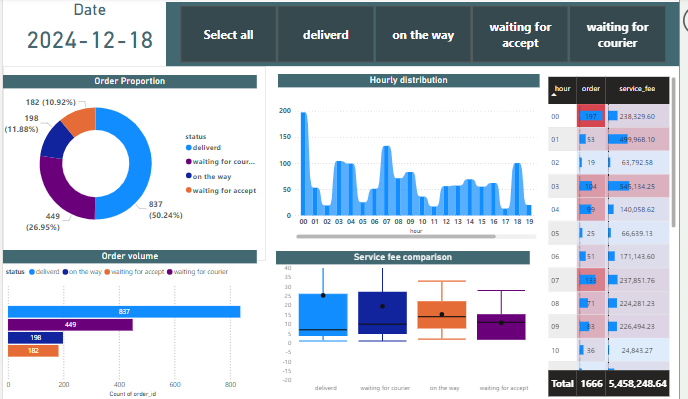 Date
2024-12-18
Select all
deliverd
on the way
waiting for accept
waiting for courier
Order Proportion
182 (10.92%)
198
(11.88%)
449
(26.95%)
837
(50.24%)
status
deliverd
waiting for cour...
on the way
waiting for accept
Hourly distribution
200
150
100
50
0
00 01 02 03 04 05 06 07 08 09 10 11 12 13 14 15 16 17 18 19
hour
Order volume
status deliverd on the way waiting for accept waiting for courier
837
449
198
182
0 200 400 600 800
Count of order_id
Service fee comparison
40
35
30
25
20
15
10
5
0
-5
-10
-15
-20
deliverd waiting for courier on the way waiting for accept
hour order service_fee
00 197 238,329.60
01 53 499,968.10
02 19 63,792.58
03 104 845,134.25
04 99 140,058.62
05 25 66,639.13
06 51 171,143.60
07 133 237,851.76
08 71 224,281.23
09 83 226,494.23
10 36 24,843.27
Total 1666 5,458,248.64